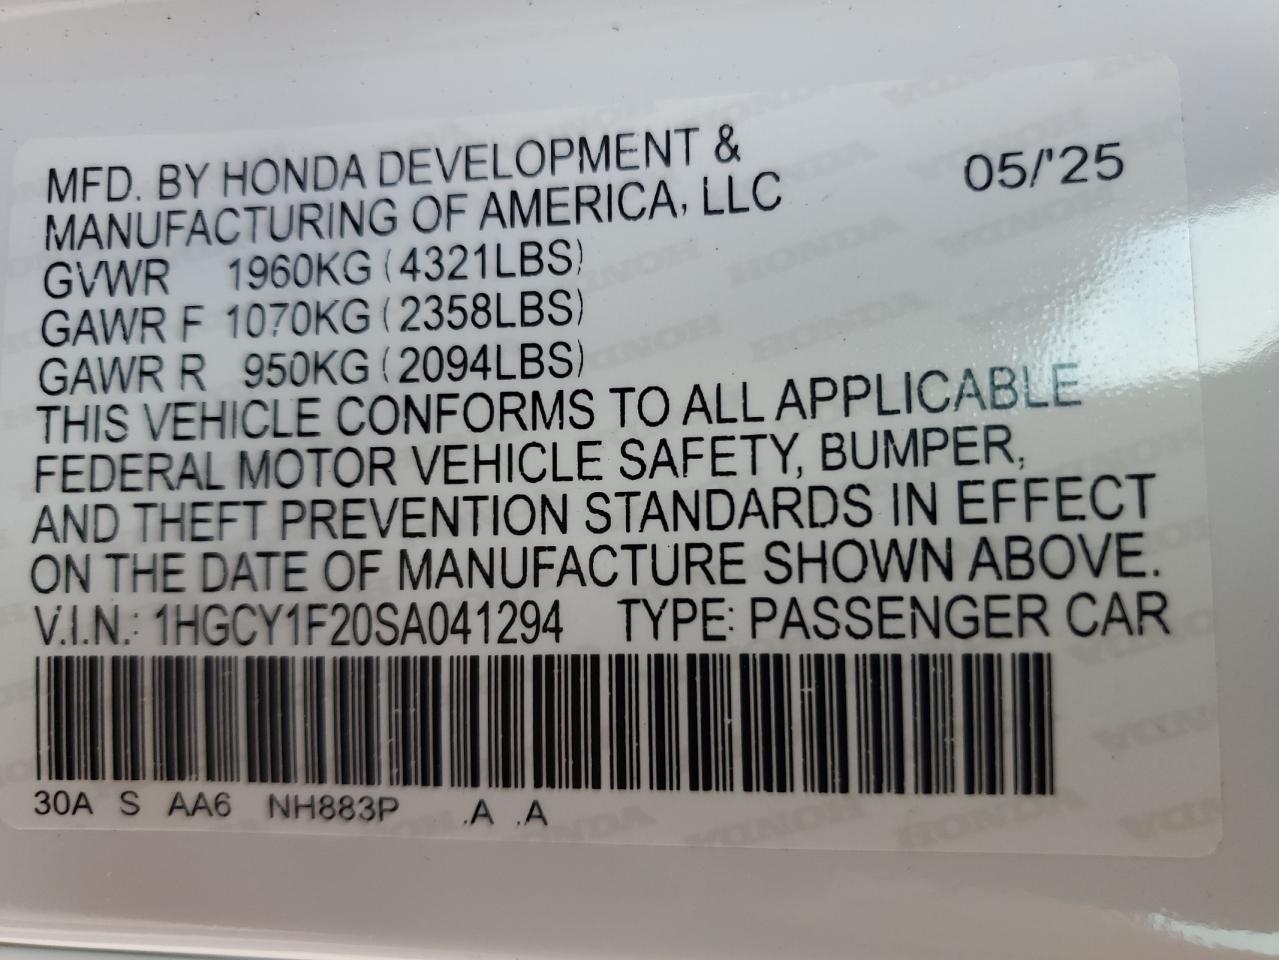 MFD. BY HONDA DEVELOPMENT &
MANUFACTURING OF AMERICA, LLC
05/'25
GVWR 1960KG (4321LBS)
GAWR F 1070KG (2358LBS)
GAWR R 950KG (2094LBS)
THIS VEHICLE CONFORMS TO ALL APPLICABLE
FEDERAL MOTOR VEHICLE SAFETY, BUMPER,
AND THEFT PREVENTION STANDARDS IN EFFECT
ON THE DATE OF MANUFACTURE SHOWN ABOVE.
V.I.N.: 1HGCY1F20SA041294 TYPE: PASSENGER CAR
30A S AA6 NH883P .A .A